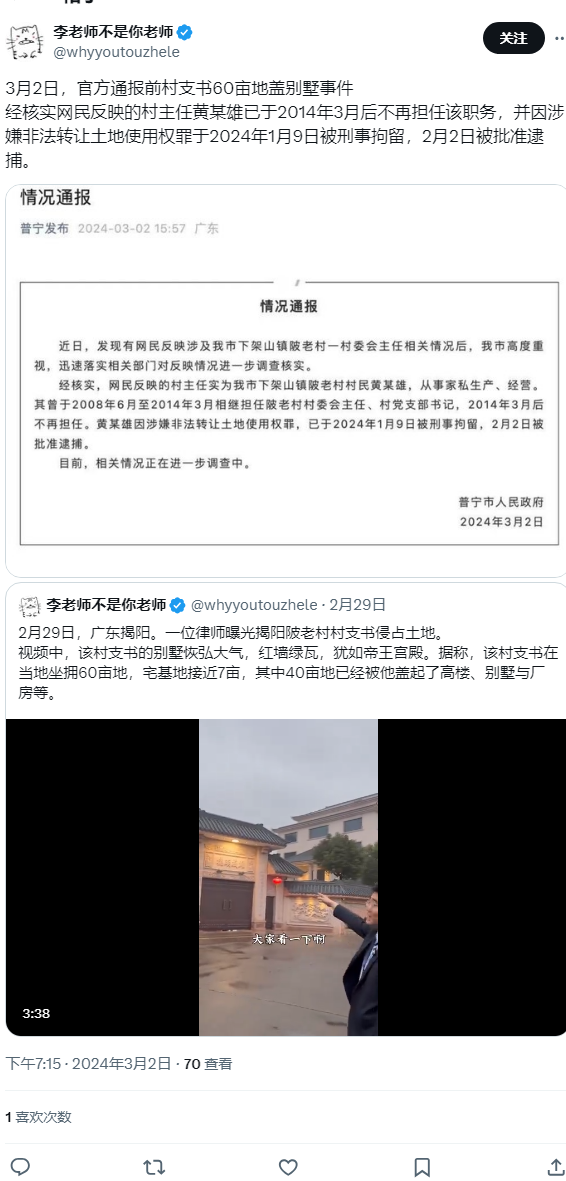 李老师不是你老师
@whyyoutouzhele
关注
3月2日，官方通报前村支书60亩地盖别墅事件
经核实网民反映的村主任黄某雄已于2014年3月后不再担任该职务，并因涉
嫌非法转让土地使用权罪于2024年1月9日被刑事拘留，2月2日被批准逮
捕。
情况通报
普宁发布 2024-03-02 15:57 广东
情况通报
近日，发现有网民反映涉及我市下架山镇陂老村一村委会主任相关情况后，我市高度重
视，迅速落实相关部门对反映情况进一步调查核实。
经核实，网民反映的村主任实为我市下架山镇陂老村村民黄某雄，从事家私生产、经营。
其曾于2008年6月至2014年3月相继担任陂老村村委会主任、村党支部书记，2014年3月后
不再担任。黄某雄因涉嫌非法转让土地使用权罪，已于2024年1月9日被刑事拘留，2月2日被
批准逮捕。
目前，相关情况正在进一步调查中。
普宁市人民政府
2024年3月2日
李老师不是你老师 @whyyoutouzhele · 2月29日
2月29日，广东揭阳。一位律师曝光揭阳陂老村村支书侵占土地。
视频中，该村支书的别墅恢弘大气，红墙绿瓦，犹如帝王宫殿。据称，该村支书在
当地坐拥60亩地，宅基地接近7亩，其中40亩地已经被他盖起了高楼、别墅与厂
房等。
大家看一下啊
3:38
下午7:15 · 2024年3月2日 · 70 查看
1 喜欢次数